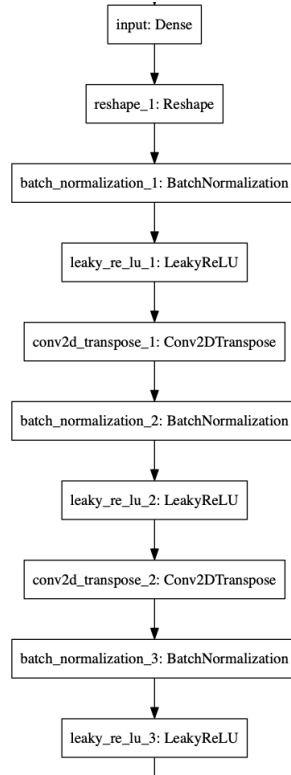 input: Dense
reshape_1: Reshape
batch_normalization_1: BatchNormalization
leaky_re_lu_1: LeakyReLU
conv2d_transpose_1: Conv2DTranspose
batch_normalization_2: BatchNormalization
leaky_re_lu_2: LeakyReLU
conv2d_transpose_2: Conv2DTranspose
batch_normalization_3: BatchNormalization
leaky_re_lu_3: LeakyReLU